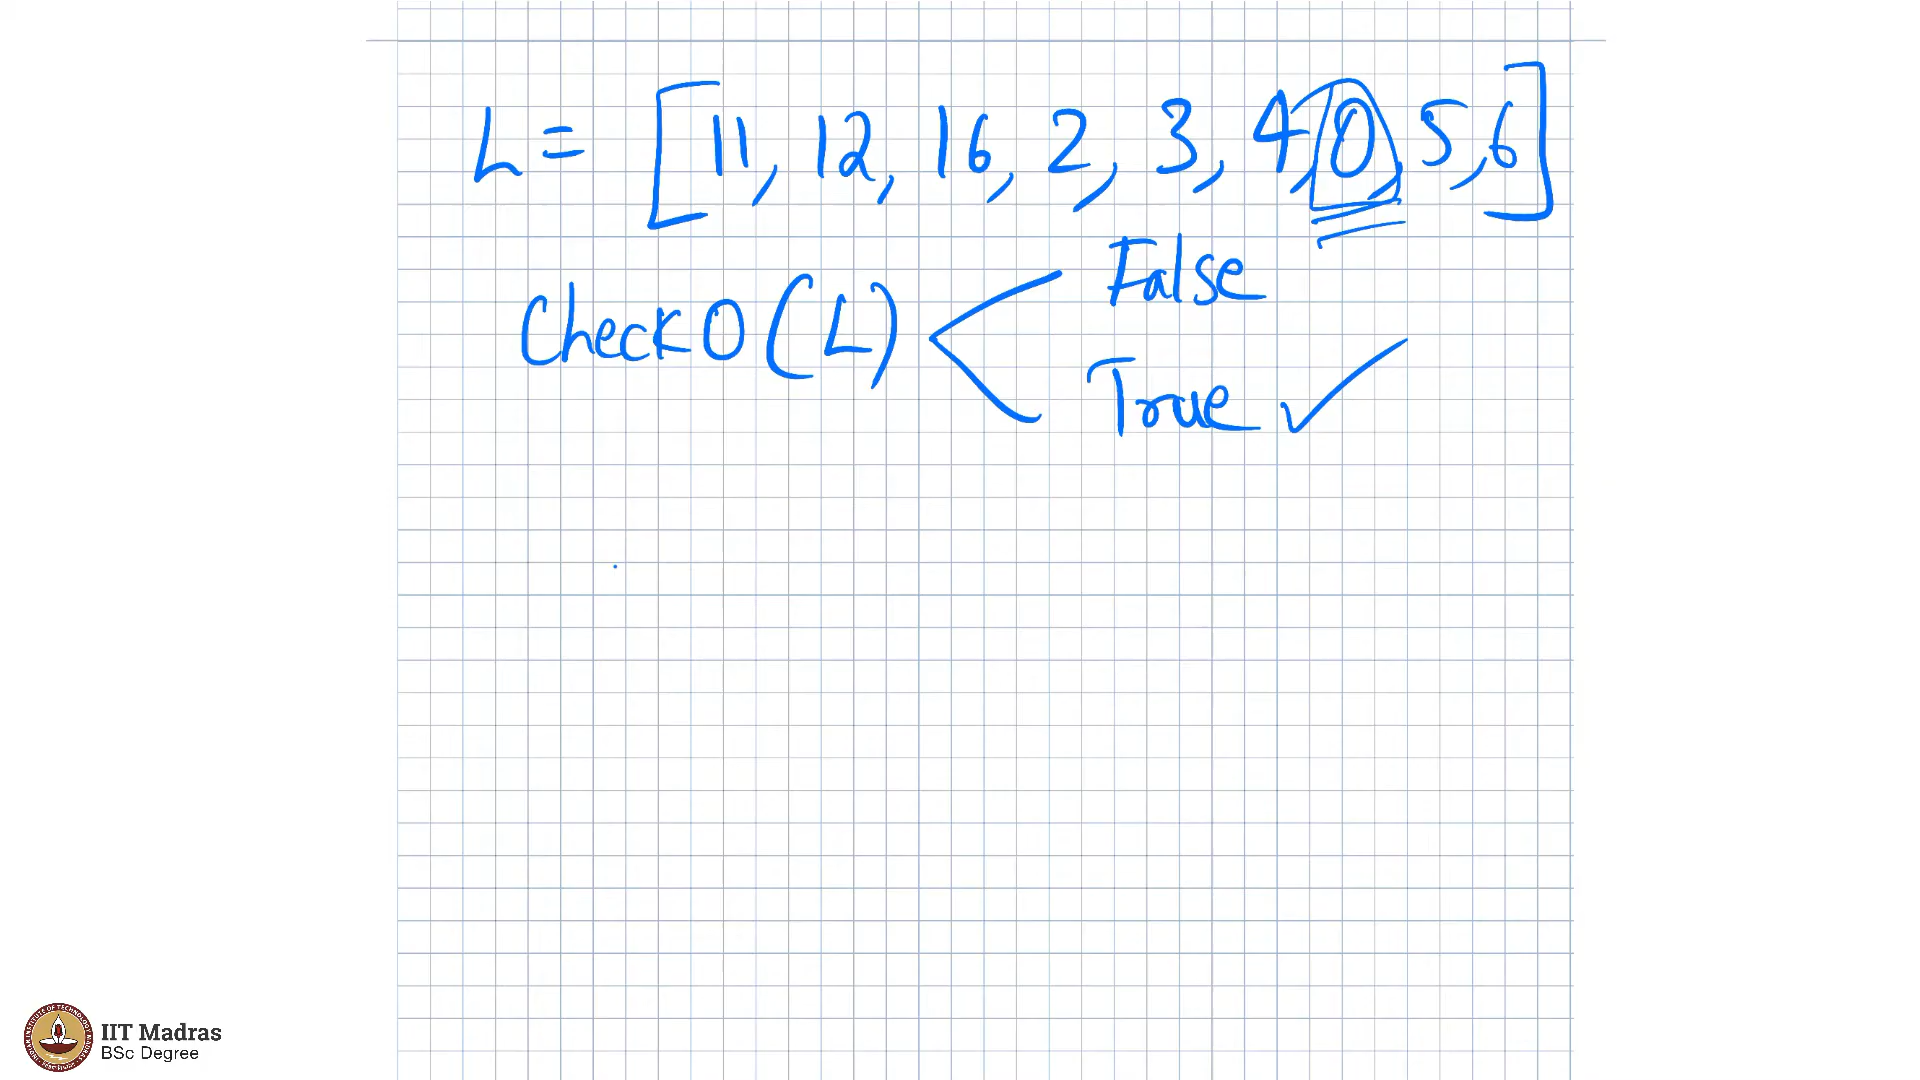 L = [11, 12, 16, 2, 3, 4, 0, 5, 6]
Check0 (L)
False
True ✓
IIT Madras
BSc Degree